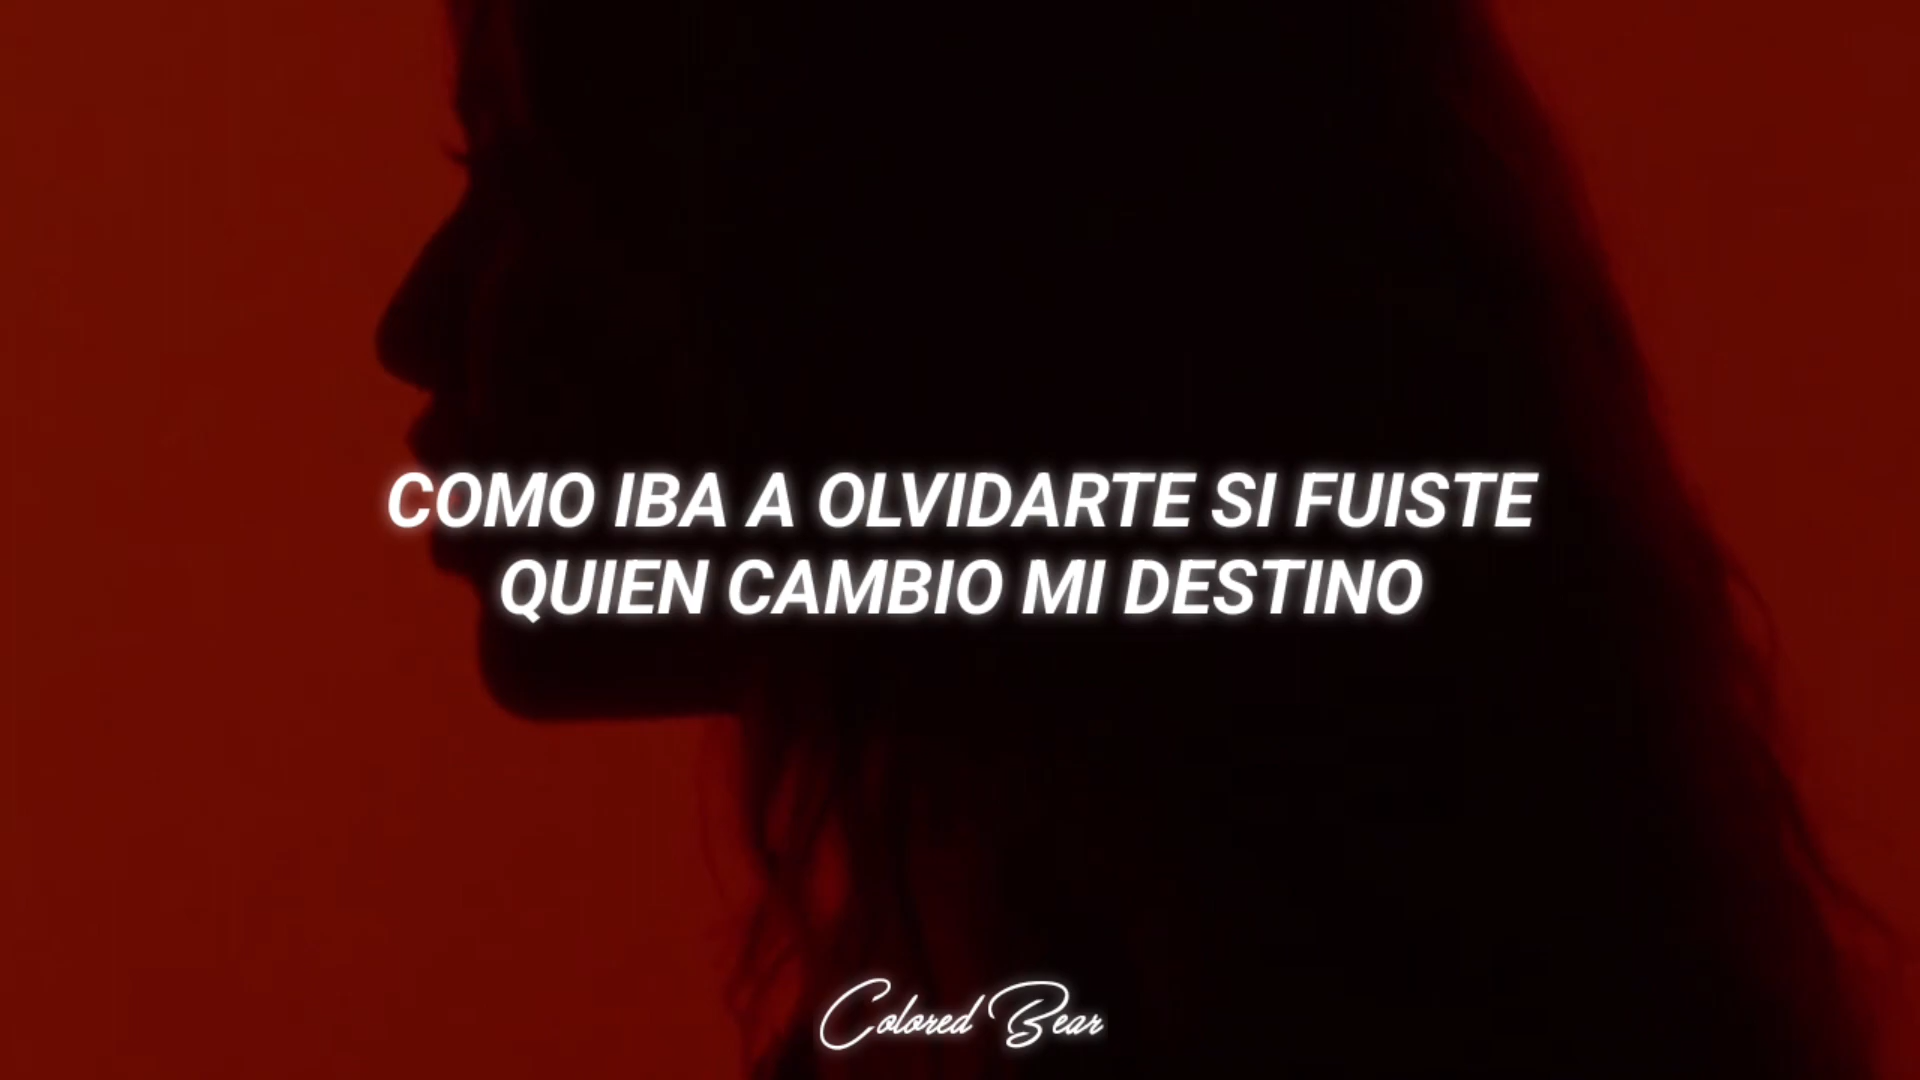 COMO IBA A OLVIDARTE SI FUISTE
QUIEN CAMBIO MI DESTINO
Colored Bear